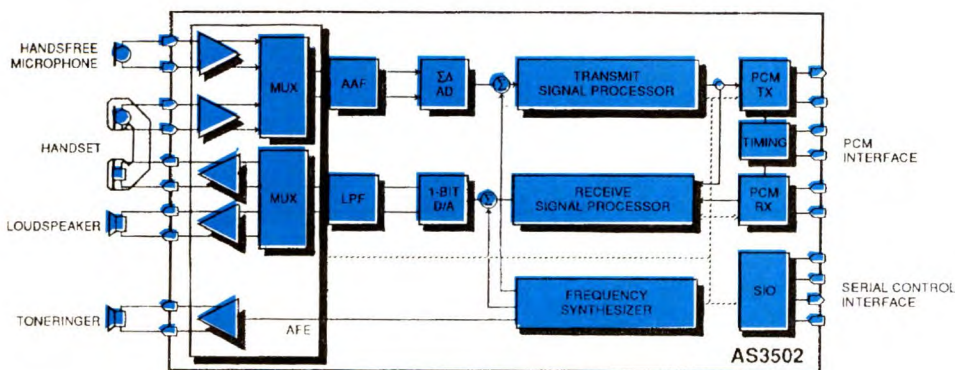 HANDSFREE
MICROPHONE
HANDSET
LOUDSPEAKER
TONERINGER
MUX
MUX
AFE
AAF
LPF
ΣΔ
AD
1-BIT
D/A
Σ
Σ
TRANSMIT
SIGNAL PROCESSOR
RECEIVE
SIGNAL PROCESSOR
FREQUENCY
SYNTHESIZER
PCM
TX
TIMING
PCM
RX
SIO
PCM
INTERFACE
SERIAL CONTROL
INTERFACE
AS3502